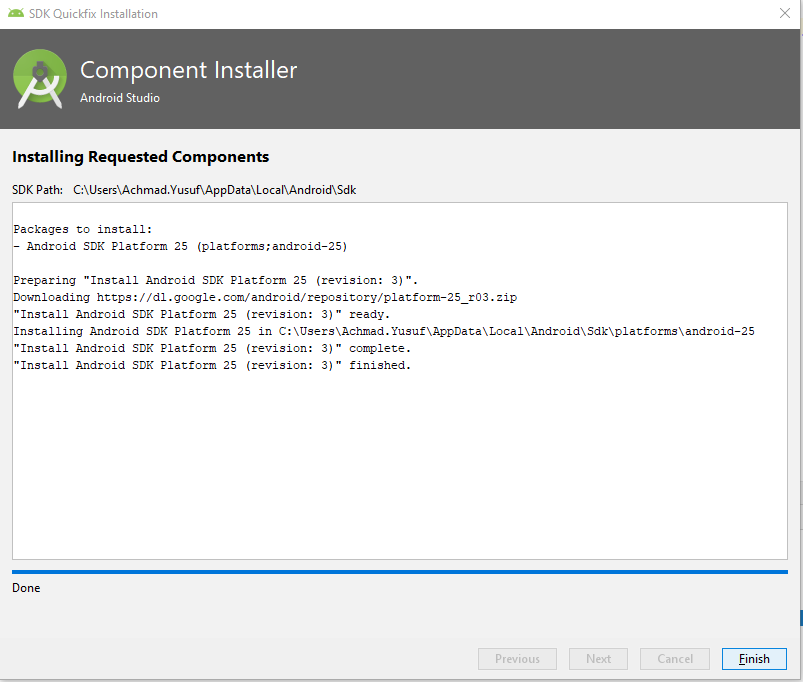 SDK Quickfix Installation
Component Installer
Android Studio
Installing Requested Components
SDK Path: C:\Users\Achmad.Yusuf\AppData\Local\Android\Sdk
Packages to install:
- Android SDK Platform 25 (platforms;android-25)
Preparing "Install Android SDK Platform 25 (revision: 3)".
Downloading https://dl.google.com/android/repository/platform-25_r03.zip
"Install Android SDK Platform 25 (revision: 3)" ready.
Installing Android SDK Platform 25 in C:\Users\Achmad.Yusuf\AppData\Local\Android\Sdk\platforms\android-25
"Install Android SDK Platform 25 (revision: 3)" complete.
"Install Android SDK Platform 25 (revision: 3)" finished.
Done
Previous Next Cancel Finish